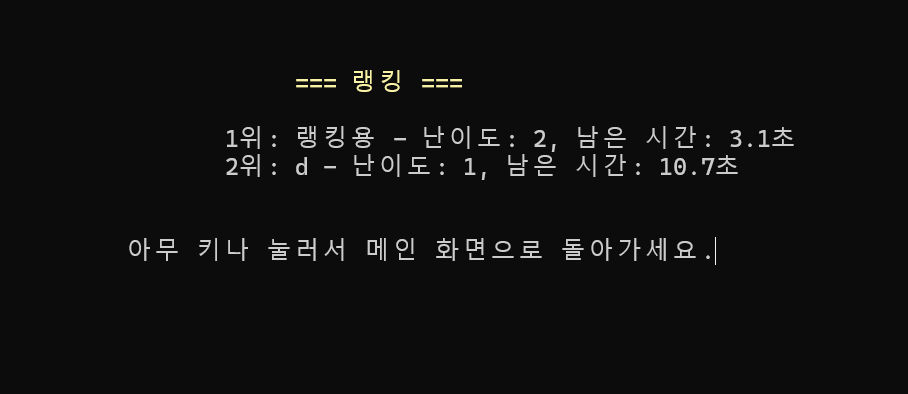 === 랭킹 ===
1위: 랭킹용 - 난이도: 2, 남은 시간: 3.1초
2위: d - 난이도: 1, 남은 시간: 10.7초
아무 키나 눌러서 메인 화면으로 돌아가세요.